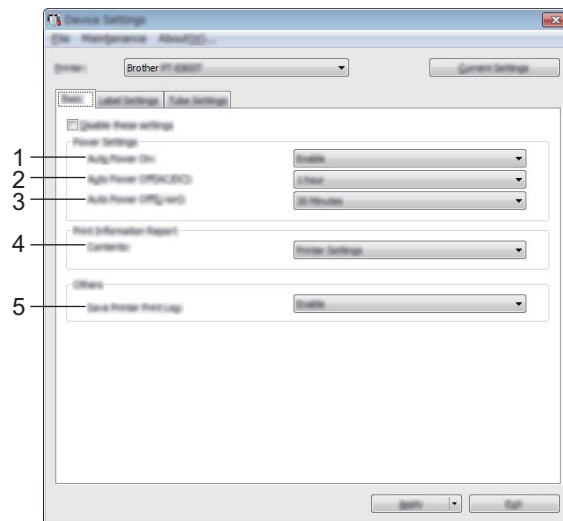 Device Settings
File Maintenance About
Printer: Brother PT-E800T Current Settings
Basic Label Settings Tube Settings
Disable these settings
Power Settings
1 Auto Power On: Enable
2 Auto Power Off(AC/DC): 1 hour
3 Auto Power Off(Li-ion): 30 Minutes
Print Information Report
4 Contents: Printer Settings
Others
5 Save Printer Print Log: Enable
Apply Exit